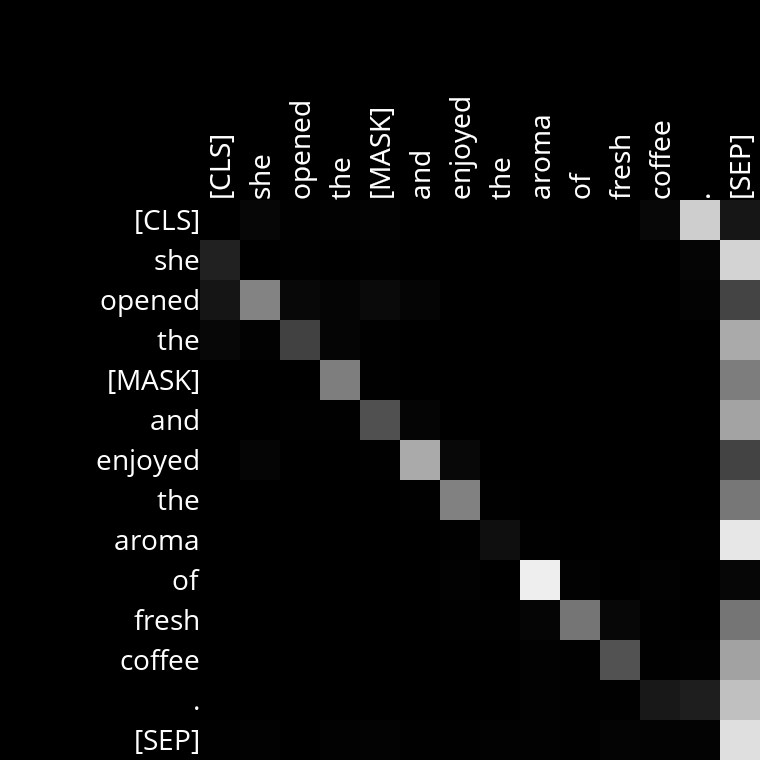 [CLS] she opened the [MASK] and enjoyed the aroma of fresh coffee . [SEP]
[CLS]
she
opened
the
[MASK]
and
enjoyed
the
aroma
of
fresh
coffee
.
[SEP]